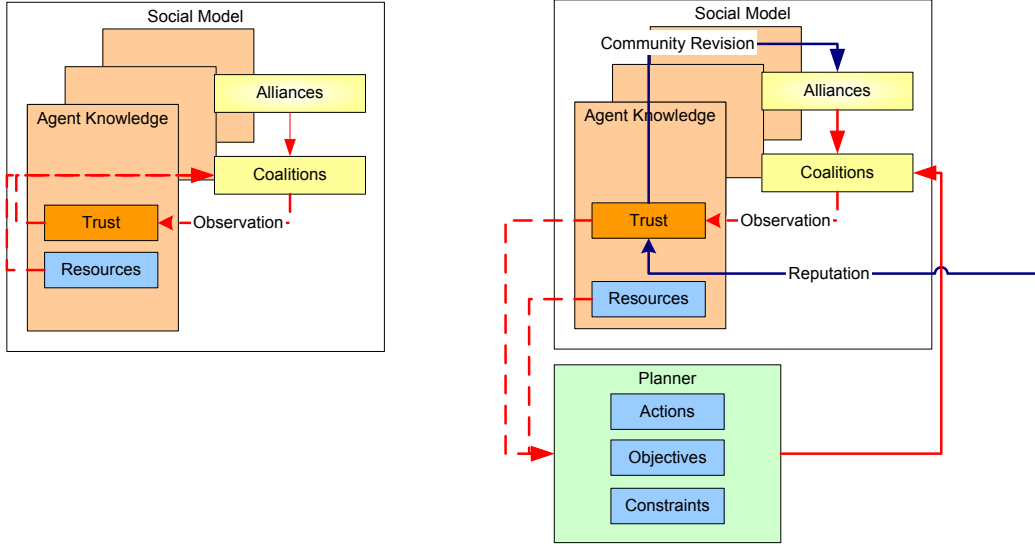 Social Model
Alliances
Agent Knowledge
Coalitions
Trust
Observation
Resources
Social Model
Community Revision
Alliances
Agent Knowledge
Coalitions
Trust
Observation
Reputation
Resources
Planner
Actions
Objectives
Constraints